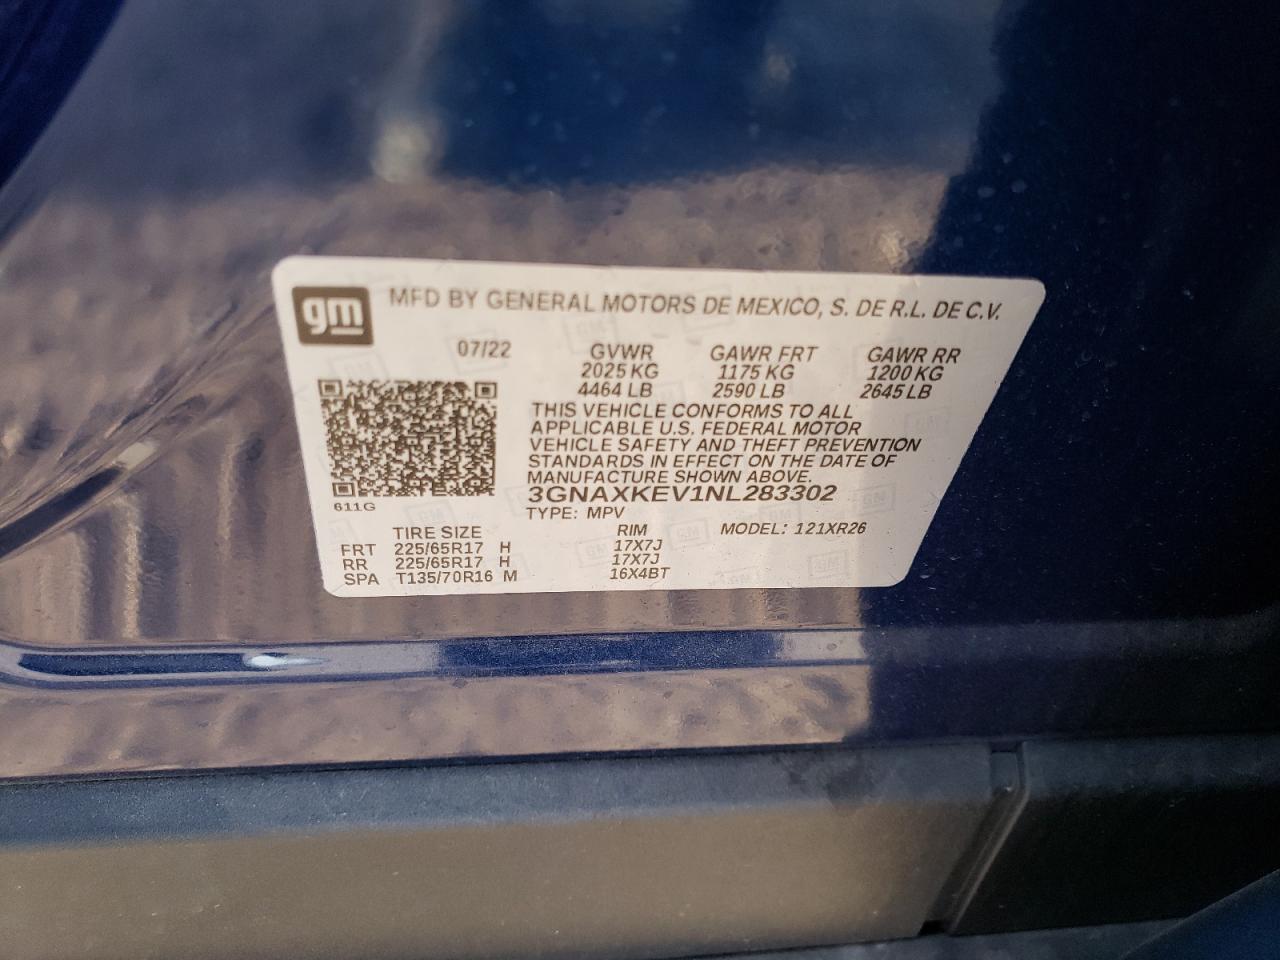 gm MFD BY GENERAL MOTORS DE MEXICO, S. DE R.L. DE C.V.
07/22 GVWR GAWR FRT GAWR RR
2025 KG 1175 KG 1200 KG
4464 LB 2590 LB 2645 LB
THIS VEHICLE CONFORMS TO ALL
APPLICABLE U.S. FEDERAL MOTOR
VEHICLE SAFETY AND THEFT PREVENTION
STANDARDS IN EFFECT ON THE DATE OF
MANUFACTURE SHOWN ABOVE.
3GNAXKEV1NL283302
611G
TYPE: MPV
TIRE SIZE RIM MODEL: 121XR26
FRT 225/65R17 H 17X7J
RR 225/65R17 H 17X7J
SPA T135/70R16 M 16X4BT